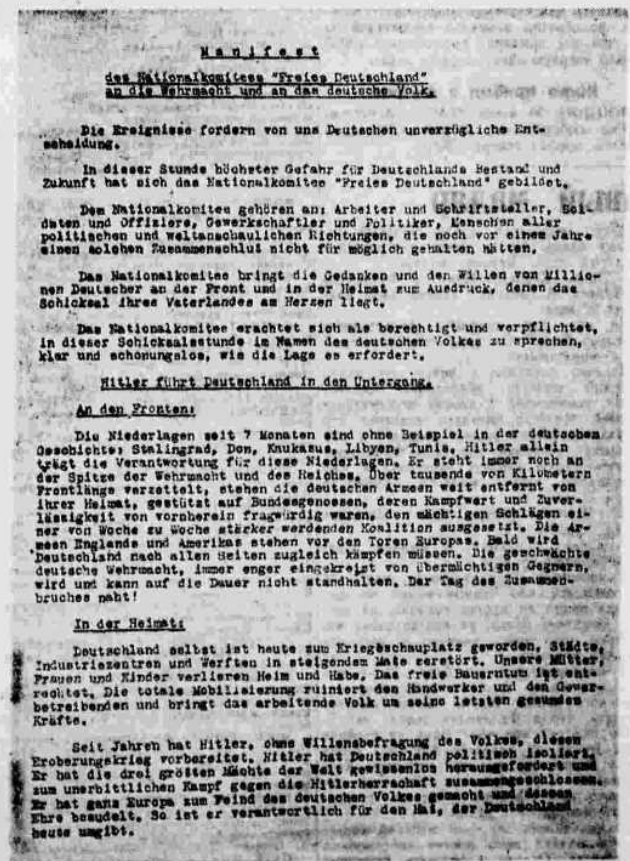 Manifest
des Nationalkomitees "Freies Deutschland"
an die Wehrmacht und an das deutsche Volk.
Die Ereignisse fordern von uns Deutschen unverzügliche Ent-
scheidung.
In dieser Stunde höchster Gefahr für Deutschlands Bestand und
Zukunft hat sich das Nationalkomitee "Freies Deutschland" gebildet.
Dem Nationalkomitee gehören an: Arbeiter und Schriftsteller, Sol-
daten und Offiziere, Gewerkschaftler und Politiker, Menschen aller
politischen und weltanschaulichen Richtungen, die noch vor einem Jahre
einen solchen Zusammenschluß nicht für möglich gehalten hätten.
Das Nationalkomitee bringt die Gedanken und den Willen von Millio-
nen Deutscher an der Front und in der Heimat zum Ausdruck, denen das
Schicksal ihres Vaterlandes am Herzen liegt.
Das Nationalkomitee erachtet sich als berechtigt und verpflichtet,
in dieser Schicksalsstunde im Namen des deutschen Volkes zu sprechen,
klar und schonungslos, wie die Lage es erfordert.
Hitler führt Deutschland in den Untergang.
An den Fronten:
Die Niederlagen seit 7 Monaten sind ohne Beispiel in der deutschen
Geschichte: Stalingrad, Don, Kaukasus, Libyen, Tunis. Hitler allein
trägt die Verantwortung für diese Niederlagen. Er steht immer noch an
der Spitze der Wehrmacht und des Reiches. Über tausende von Kilometern
Frontlänge verzettelt, stehen die deutschen Armeen weit entfernt von
ihrer Heimat, gestützt auf Bundesgenossen, deren Kampfwert und Zuver-
lässigkeit von vornherein fragwürdig waren, den mächtigen Schlägen ei-
ner von Woche zu Woche stärker werdenden Koalition ausgesetzt. Die Ar-
meen Englands und Amerikas stehen vor den Toren Europas. Bald wird
Deutschland nach allen Seiten zugleich kämpfen müssen. Die geschwächte
deutsche Wehrmacht, immer enger eingekreist von übermächtigen Gegnern,
wird und kann auf die Dauer nicht standhalten. Der Tag des Zusammen-
bruches naht!
In der Heimat:
Deutschland selbst ist heute zum Kriegsschauplatz geworden. Städte,
Industriezentren und Werften in steigendem Maße zerstört. Unsere Mütter,
Frauen und Kinder verlieren Heim und Habe. Das freie Bauerntum ist ent-
rechtet. Die totale Mobilisierung ruiniert den Handwerker und den Gewer-
betreibenden und bringt das arbeitende Volk um seine letzten gesunden
Kräfte.
Seit Jahren hat Hitler, ohne Willensbefragung des Volkes, diesen
Eroberungskrieg vorbereitet. Hitler hat Deutschland politisch isoliert.
Er hat die drei größten Mächte der Welt gewissenlos herausgefordert und
zum unerbittlichen Kampf gegen die Hitlerherrschaft zusammengeschlossen.
Er hat ganz Europa zum Feind des deutschen Volkes gemacht und dessen
Ehre besudelt. So ist er verantwortlich für den Haß, der Deutschland
heute umgibt.